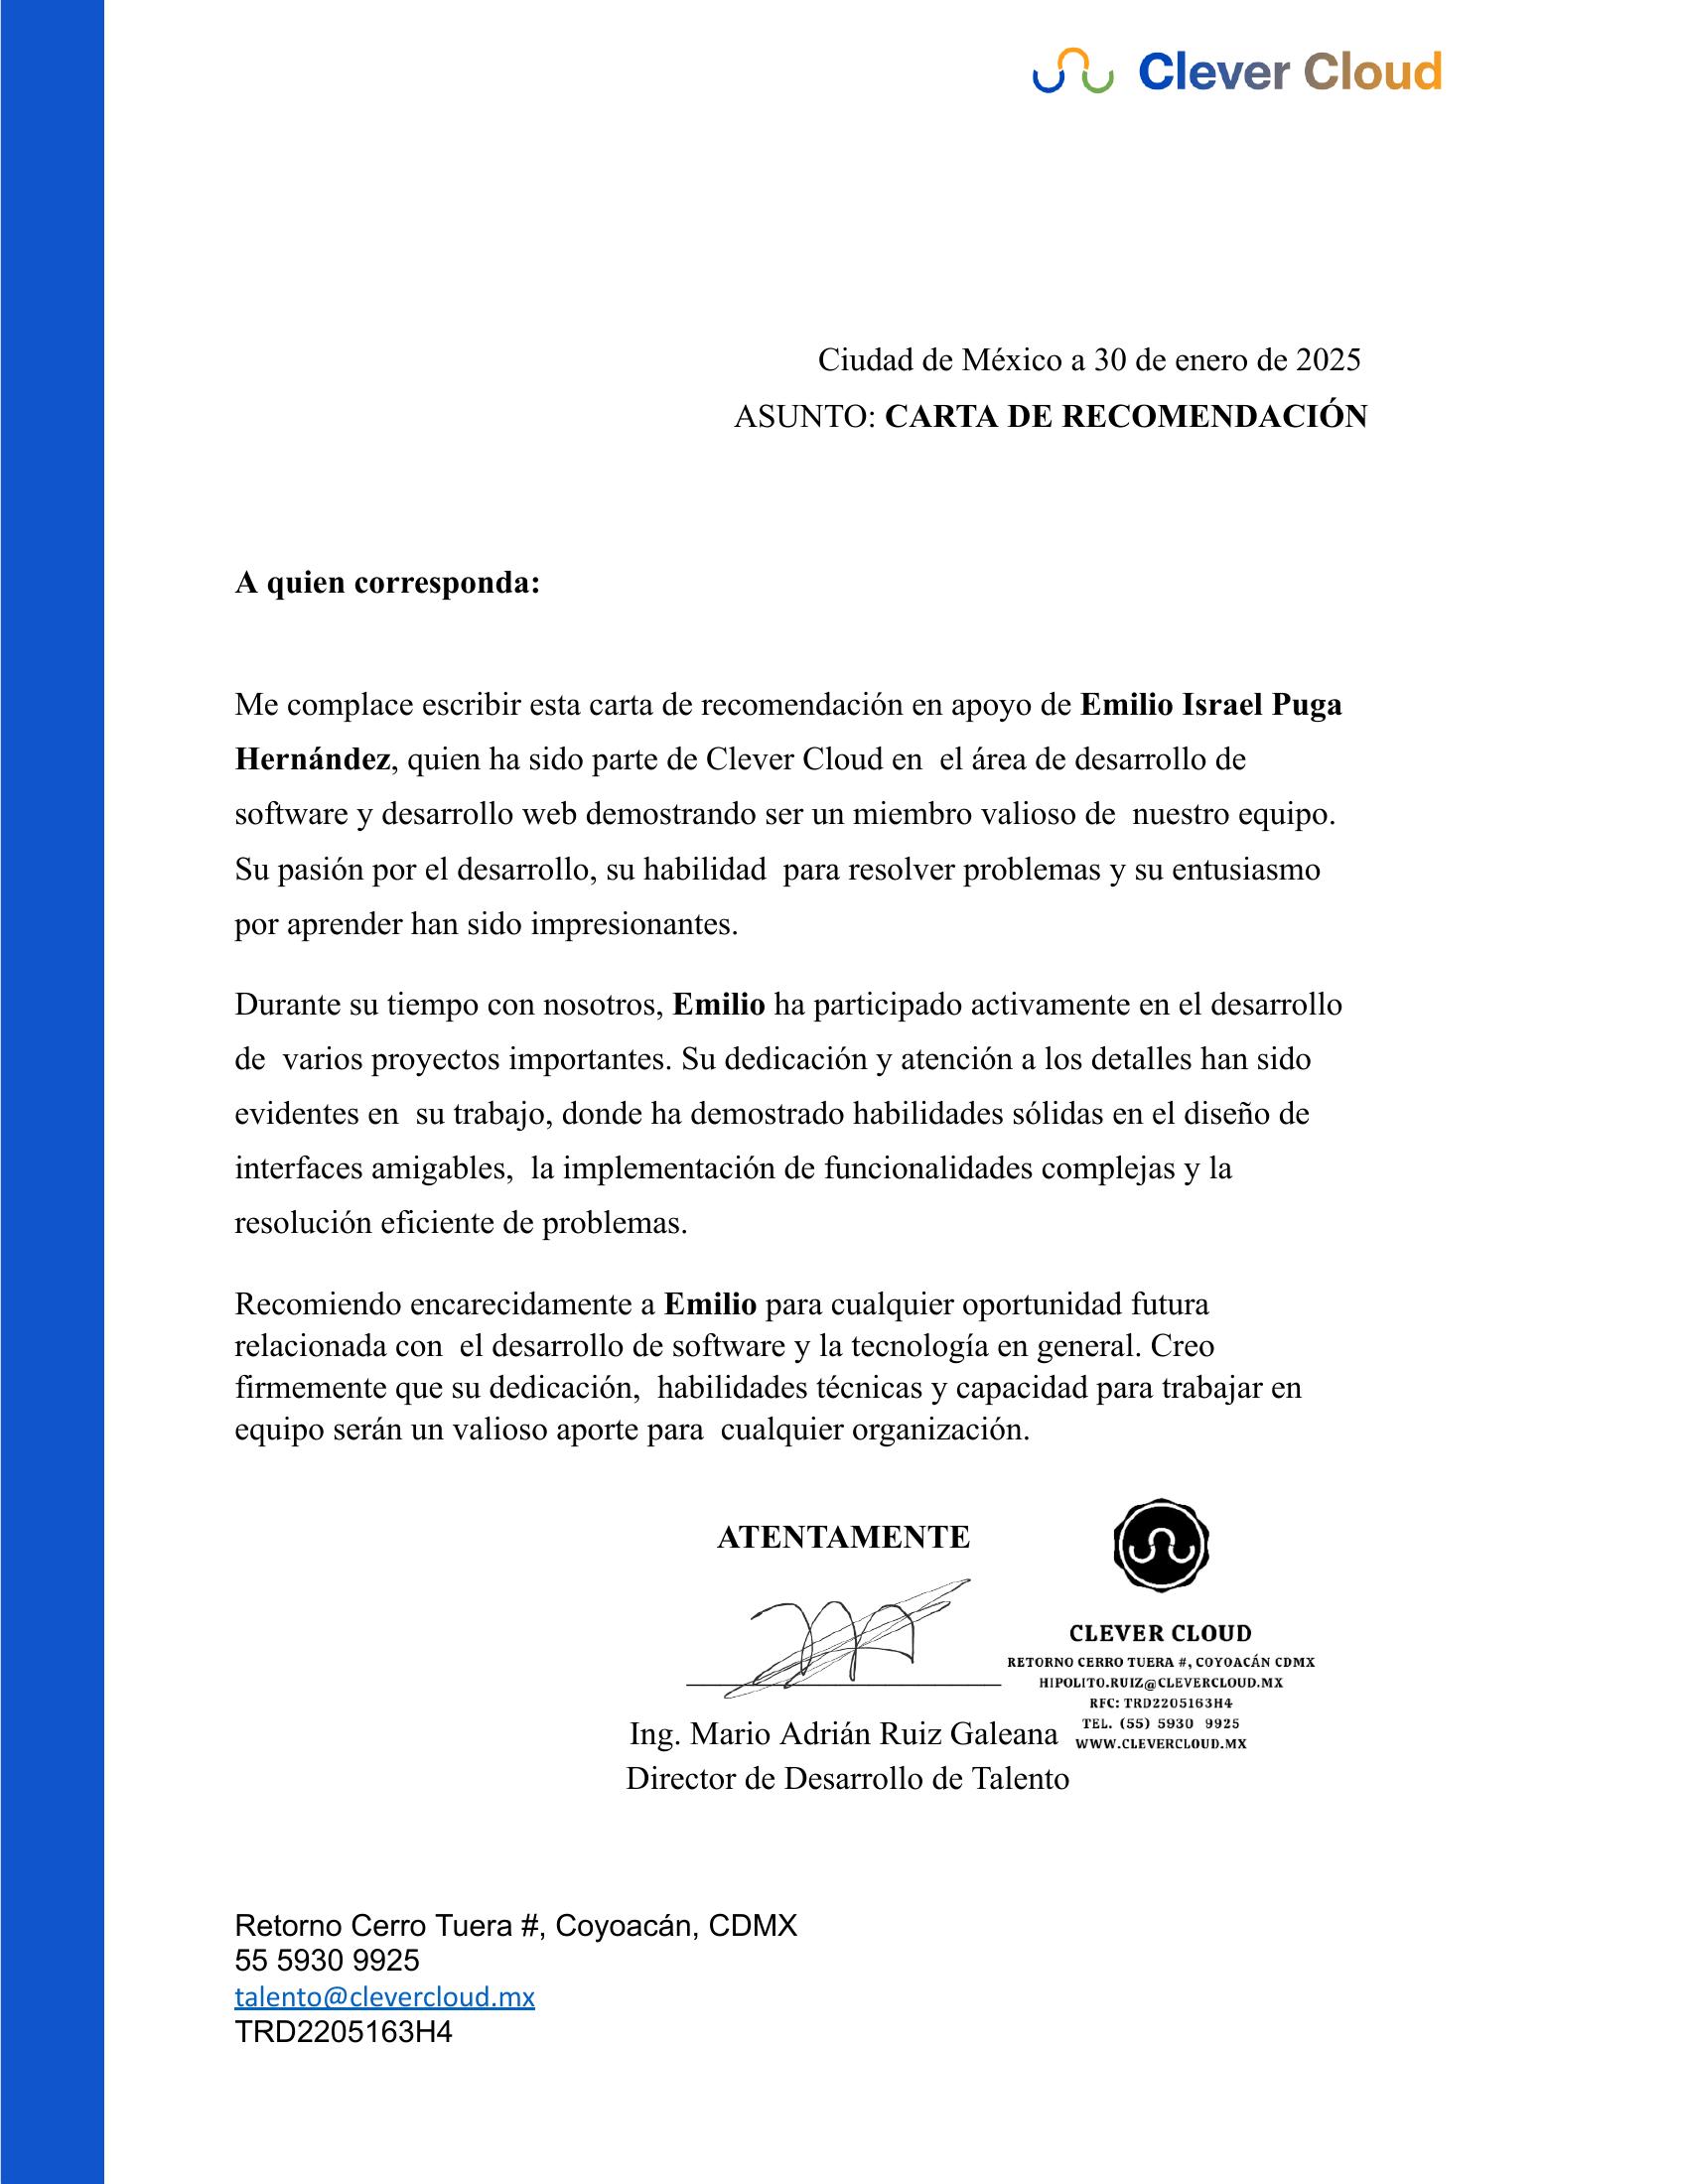 Clever Cloud
Ciudad de México a 30 de enero de 2025
ASUNTO: CARTA DE RECOMENDACIÓN
A quien corresponda:
Me complace escribir esta carta de recomendación en apoyo de Emilio Israel Puga
Hernández, quien ha sido parte de Clever Cloud en  el área de desarrollo de
software y desarrollo web demostrando ser un miembro valioso de  nuestro equipo.
Su pasión por el desarrollo, su habilidad  para resolver problemas y su entusiasmo
por aprender han sido impresionantes.
Durante su tiempo con nosotros, Emilio ha participado activamente en el desarrollo
de  varios proyectos importantes. Su dedicación y atención a los detalles han sido
evidentes en  su trabajo, donde ha demostrado habilidades sólidas en el diseño de
interfaces amigables,  la implementación de funcionalidades complejas y la
resolución eficiente de problemas.
Recomiendo encarecidamente a Emilio para cualquier oportunidad futura
relacionada con  el desarrollo de software y la tecnología en general. Creo
firmemente que su dedicación,  habilidades técnicas y capacidad para trabajar en
equipo serán un valioso aporte para  cualquier organización.
ATENTAMENTE
Ing. Mario Adrián Ruiz Galeana
Director de Desarrollo de Talento
CLEVER CLOUD
RETORNO CERRO TUERA #, COYOACÁN CDMX
HIPOLITO.RUIZ@CLEVERCLOUD.MX
RFC: TRD2205163H4
TEL. (55) 5930 9925
WWW.CLEVERCLOUD.MX
Retorno Cerro Tuera #, Coyoacán, CDMX
55 5930 9925
talento@clevercloud.mx
TRD2205163H4